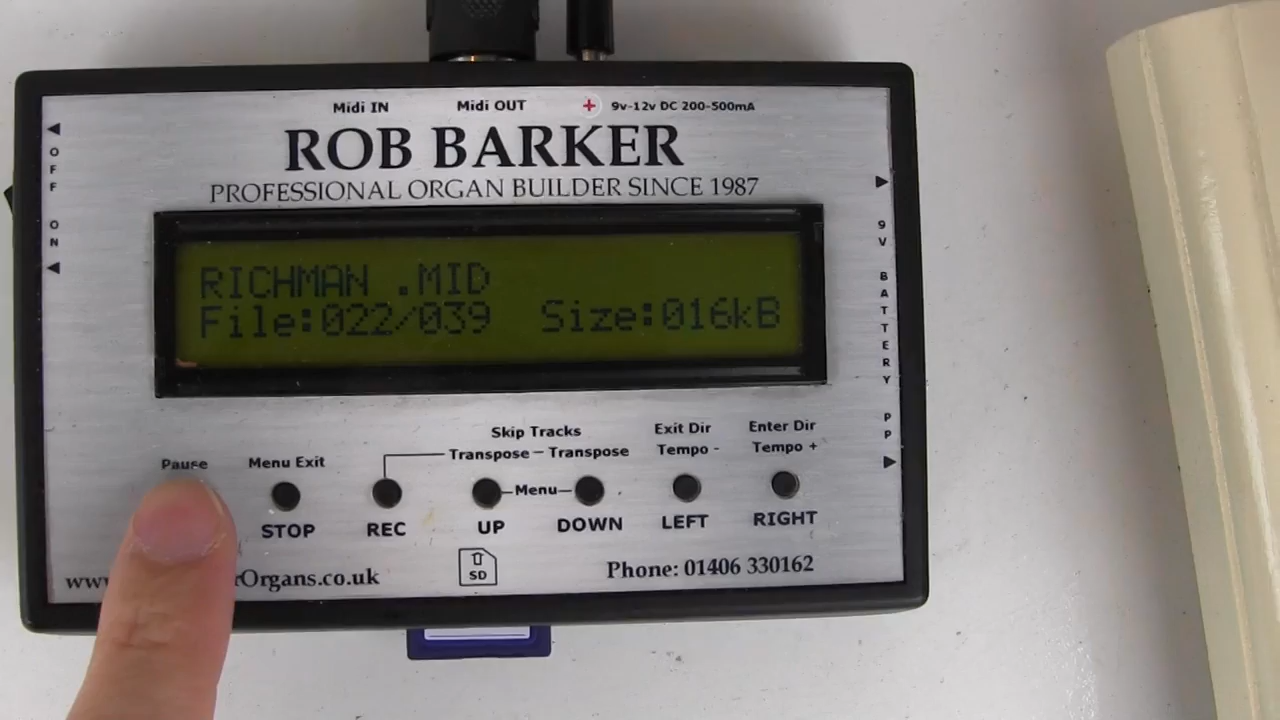 Midi IN Midi OUT + 9v-12v DC 200-500mA
OFF ON
ROB BARKER
PROFESSIONAL ORGAN BUILDER SINCE 1987
9V BATTERY PP
RICHMAN .MID
File:022/039 Size:016kB
Skip Tracks Exit Dir Enter Dir
Pause Menu Exit Transpose – Transpose Tempo - Tempo +
Menu
STOP REC UP DOWN LEFT RIGHT
SD
Organs.co.uk Phone: 01406 330162